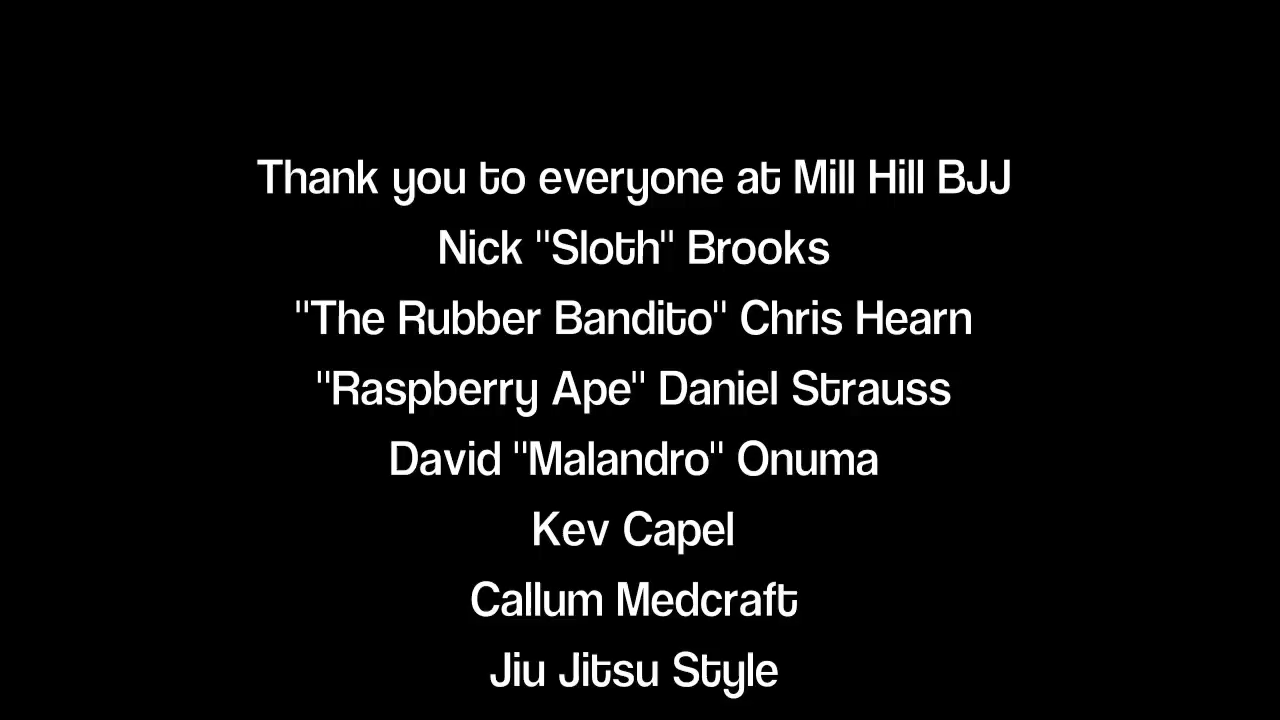 Thank you to everyone at Mill Hill BJJ
Nick "Sloth" Brooks
"The Rubber Bandito" Chris Hearn
"Raspberry Ape" Daniel Strauss
David "Malandro" Onuma
Kev Capel
Callum Medcraft
Jiu Jitsu Style